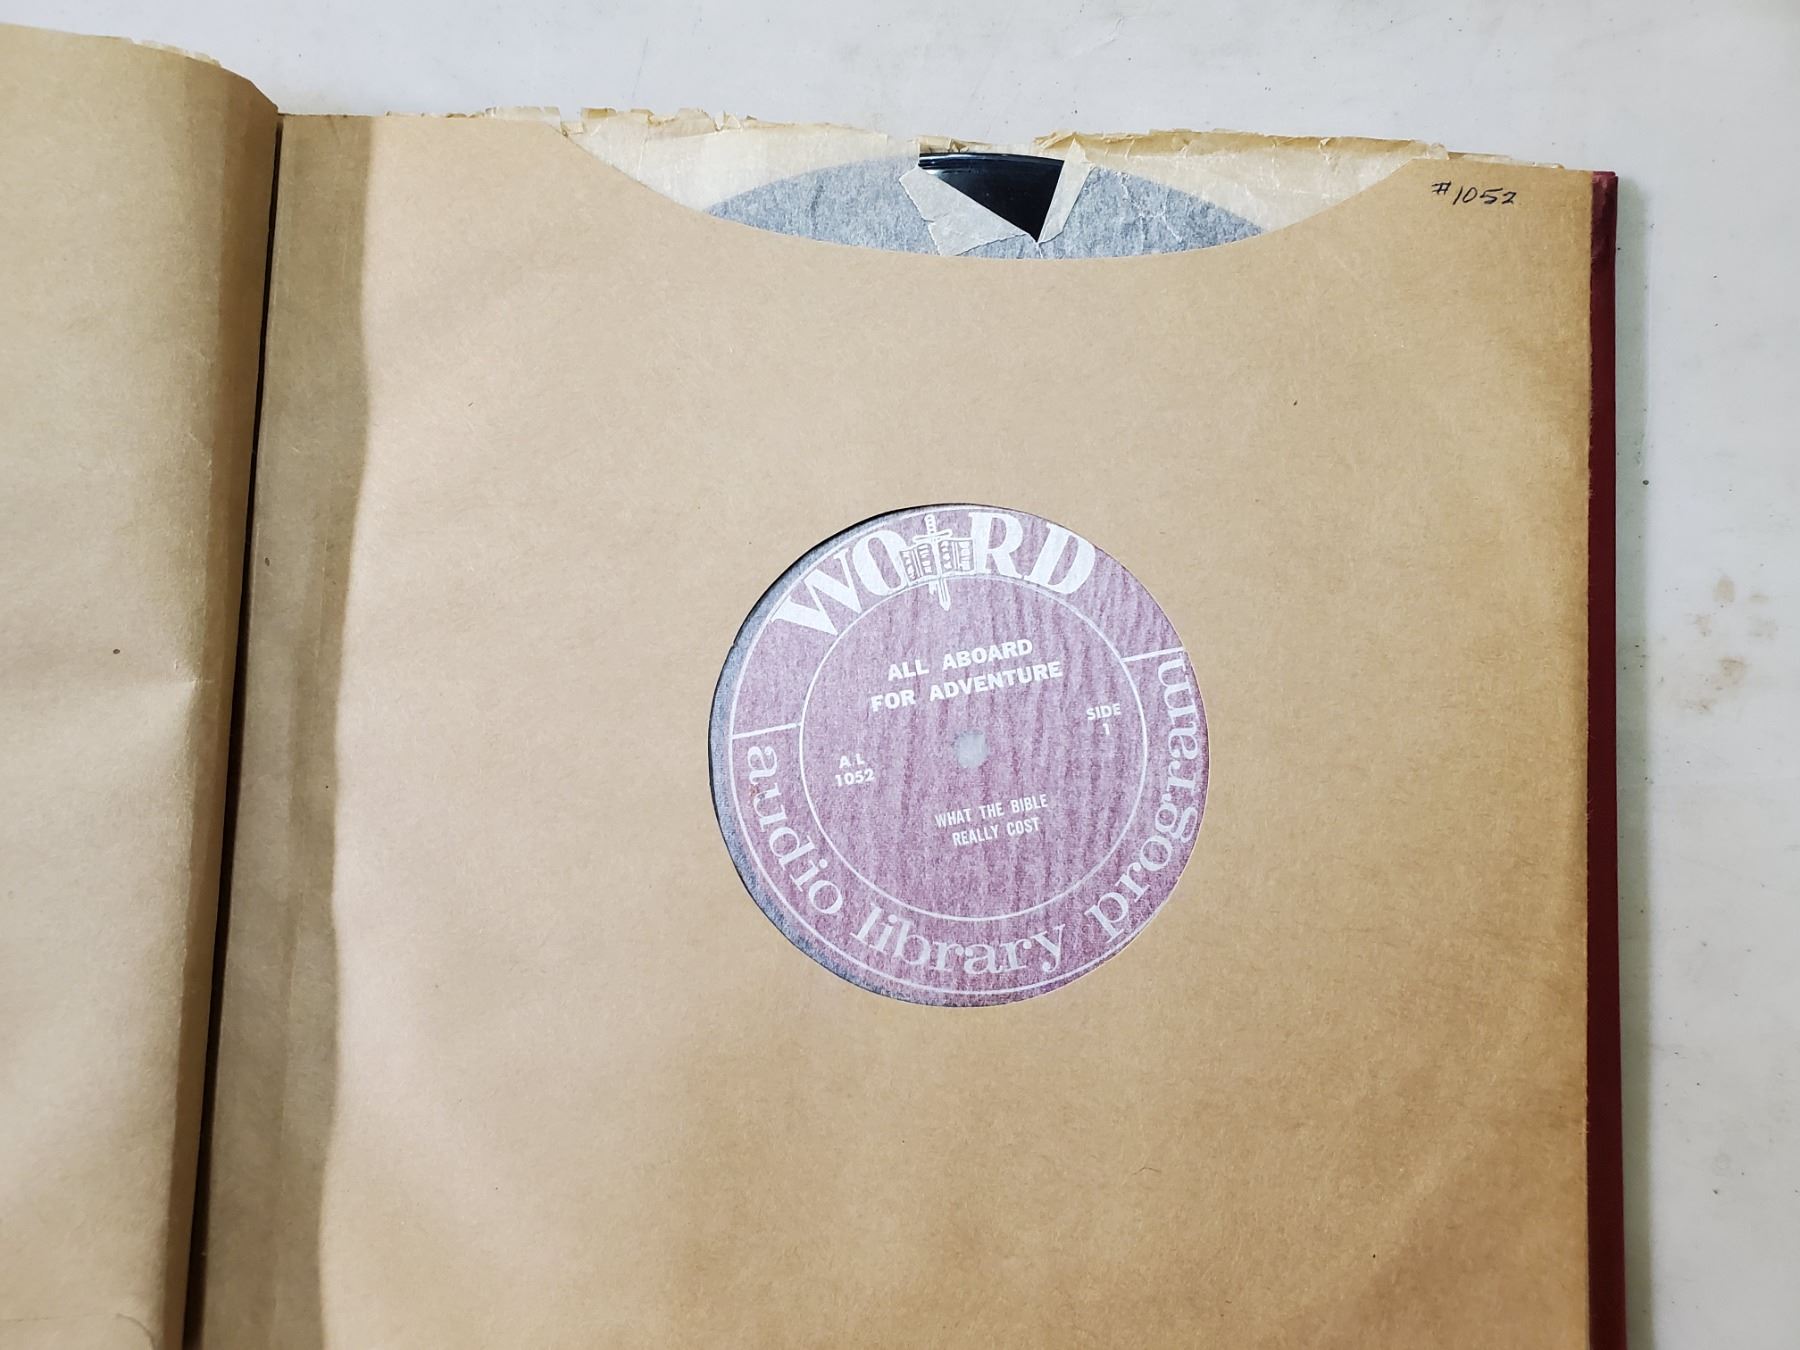 #1052
WORD
ALL ABOARD
FOR ADVENTURE
SIDE
1
A L
1052
WHAT THE BIBLE
REALLY COST
audio library program